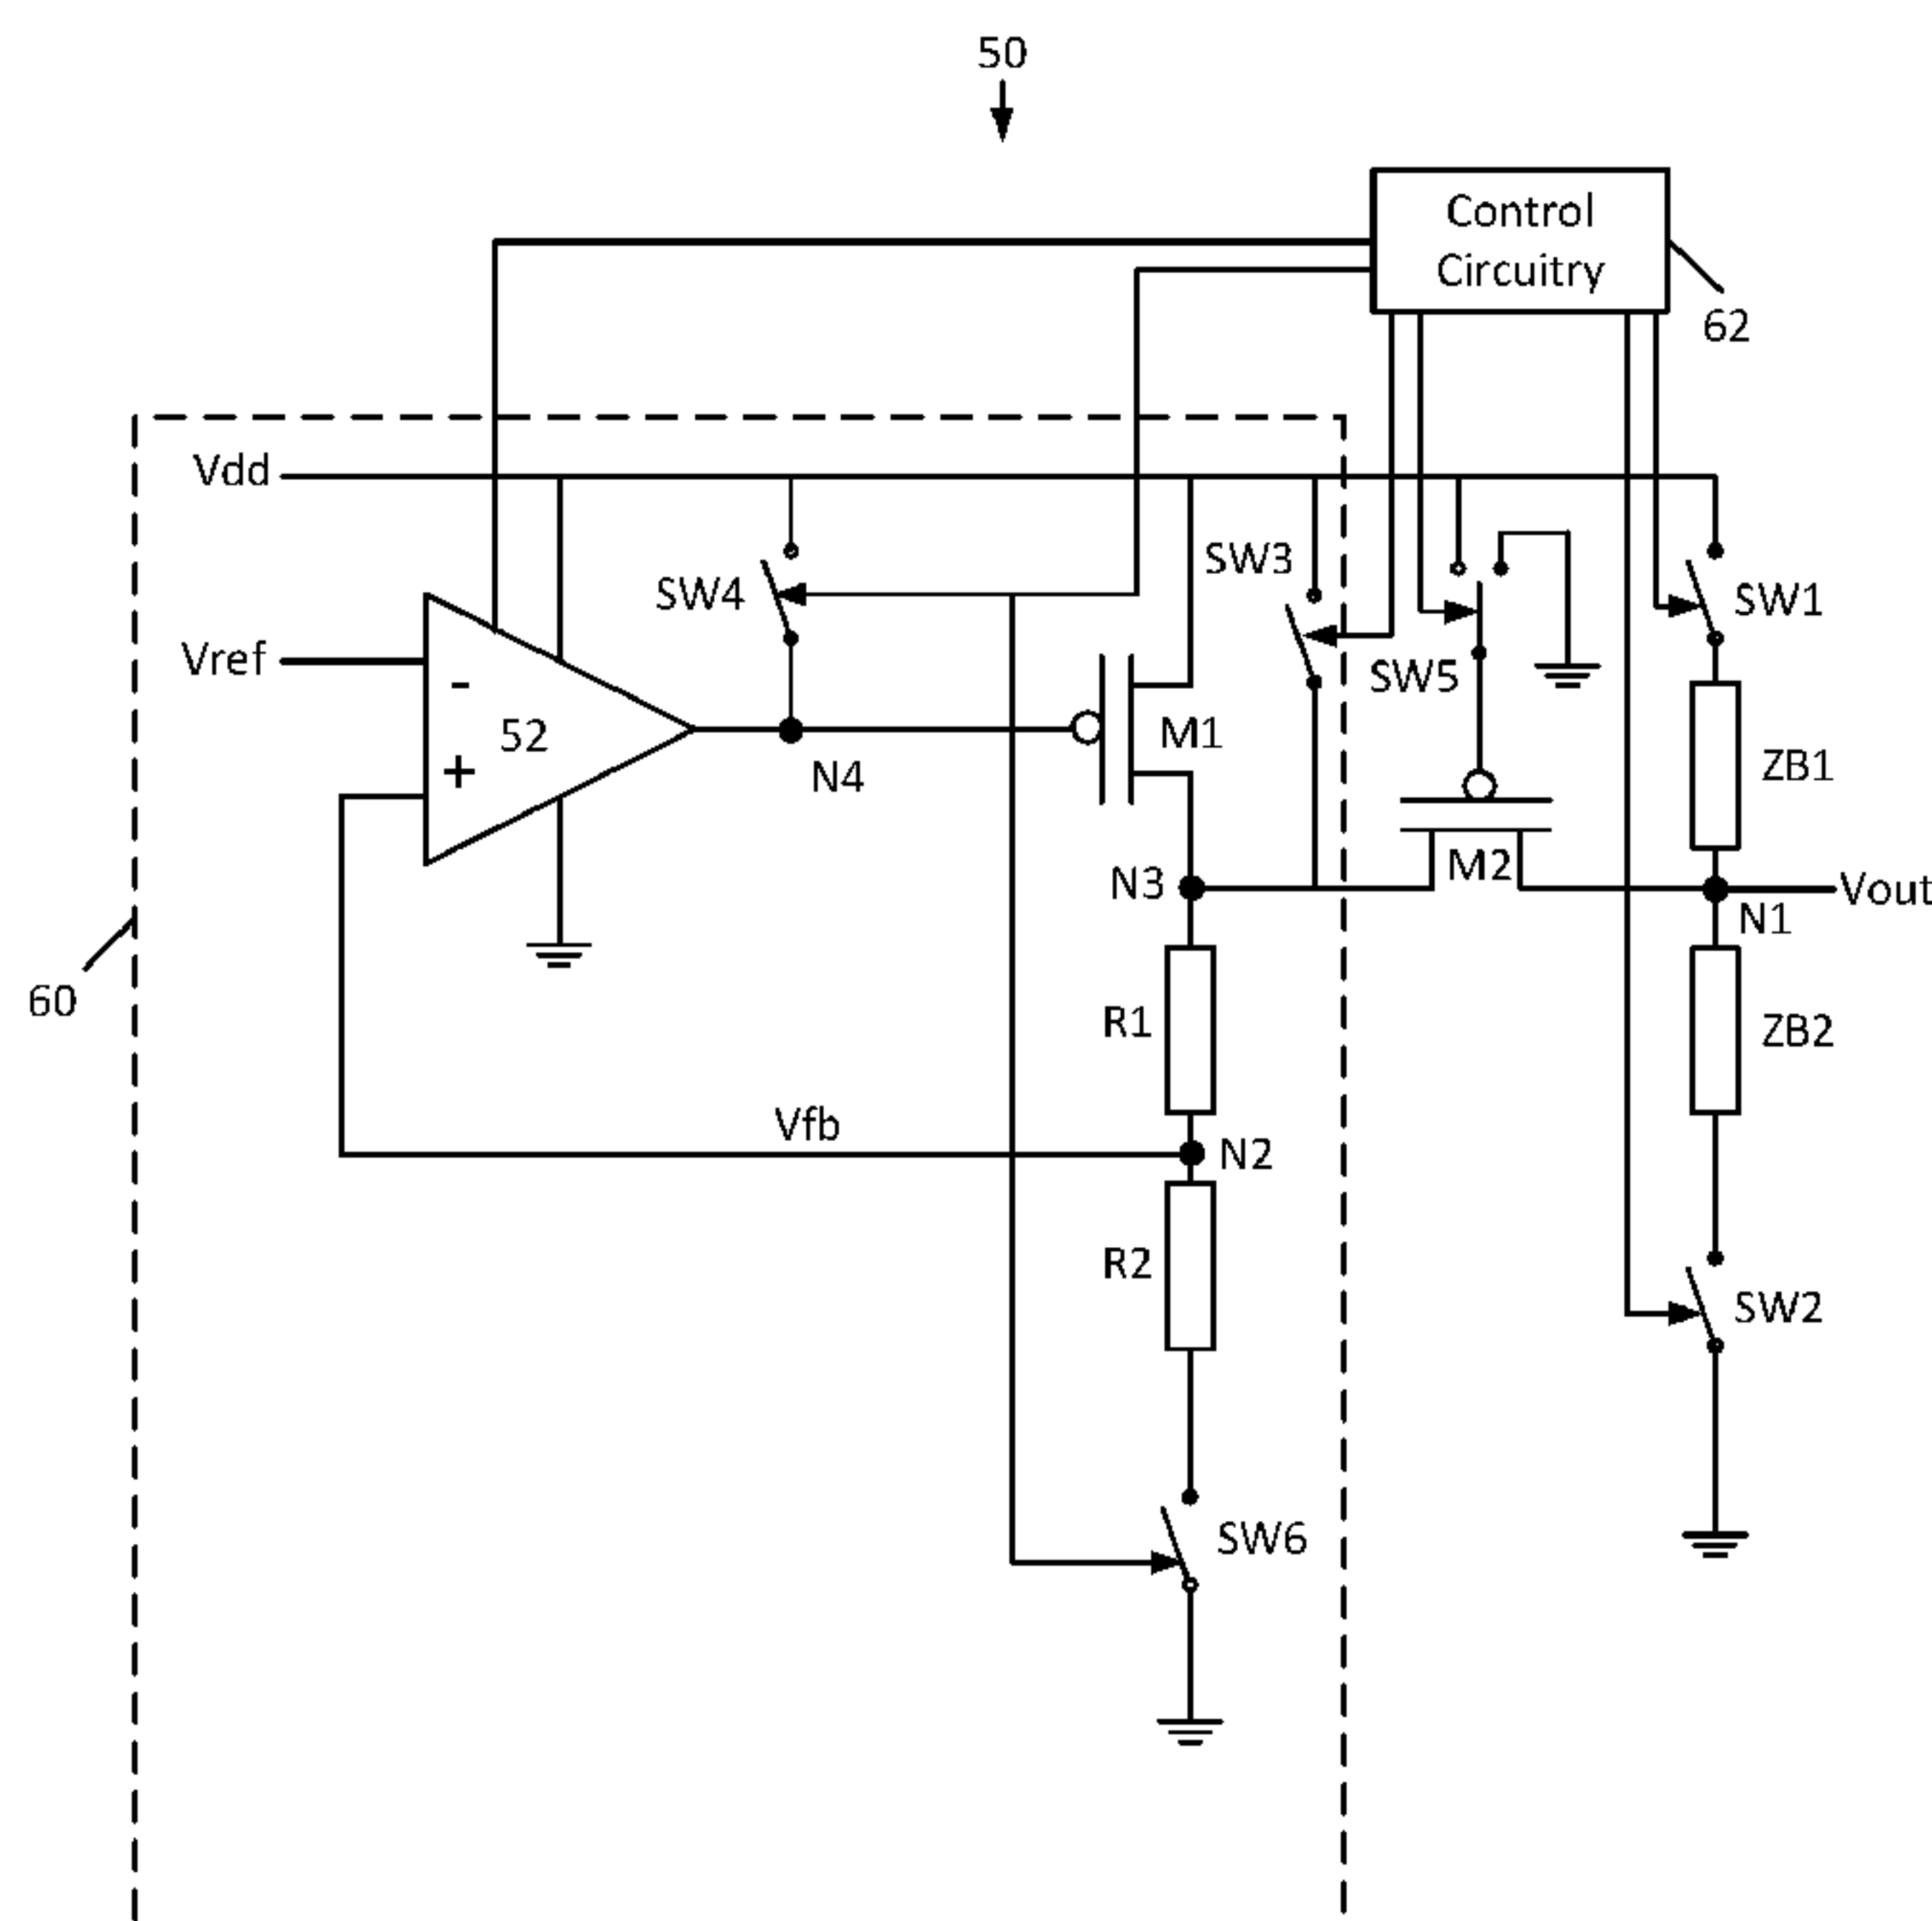 50
Control
Circuitry
62
Vdd
SW3
SW4
SW1
Vref
SW5
-
52
+
M1
N4
ZB1
N3
M2
Vout
N1
60
R1
ZB2
Vfb
N2
R2
SW2
SW6